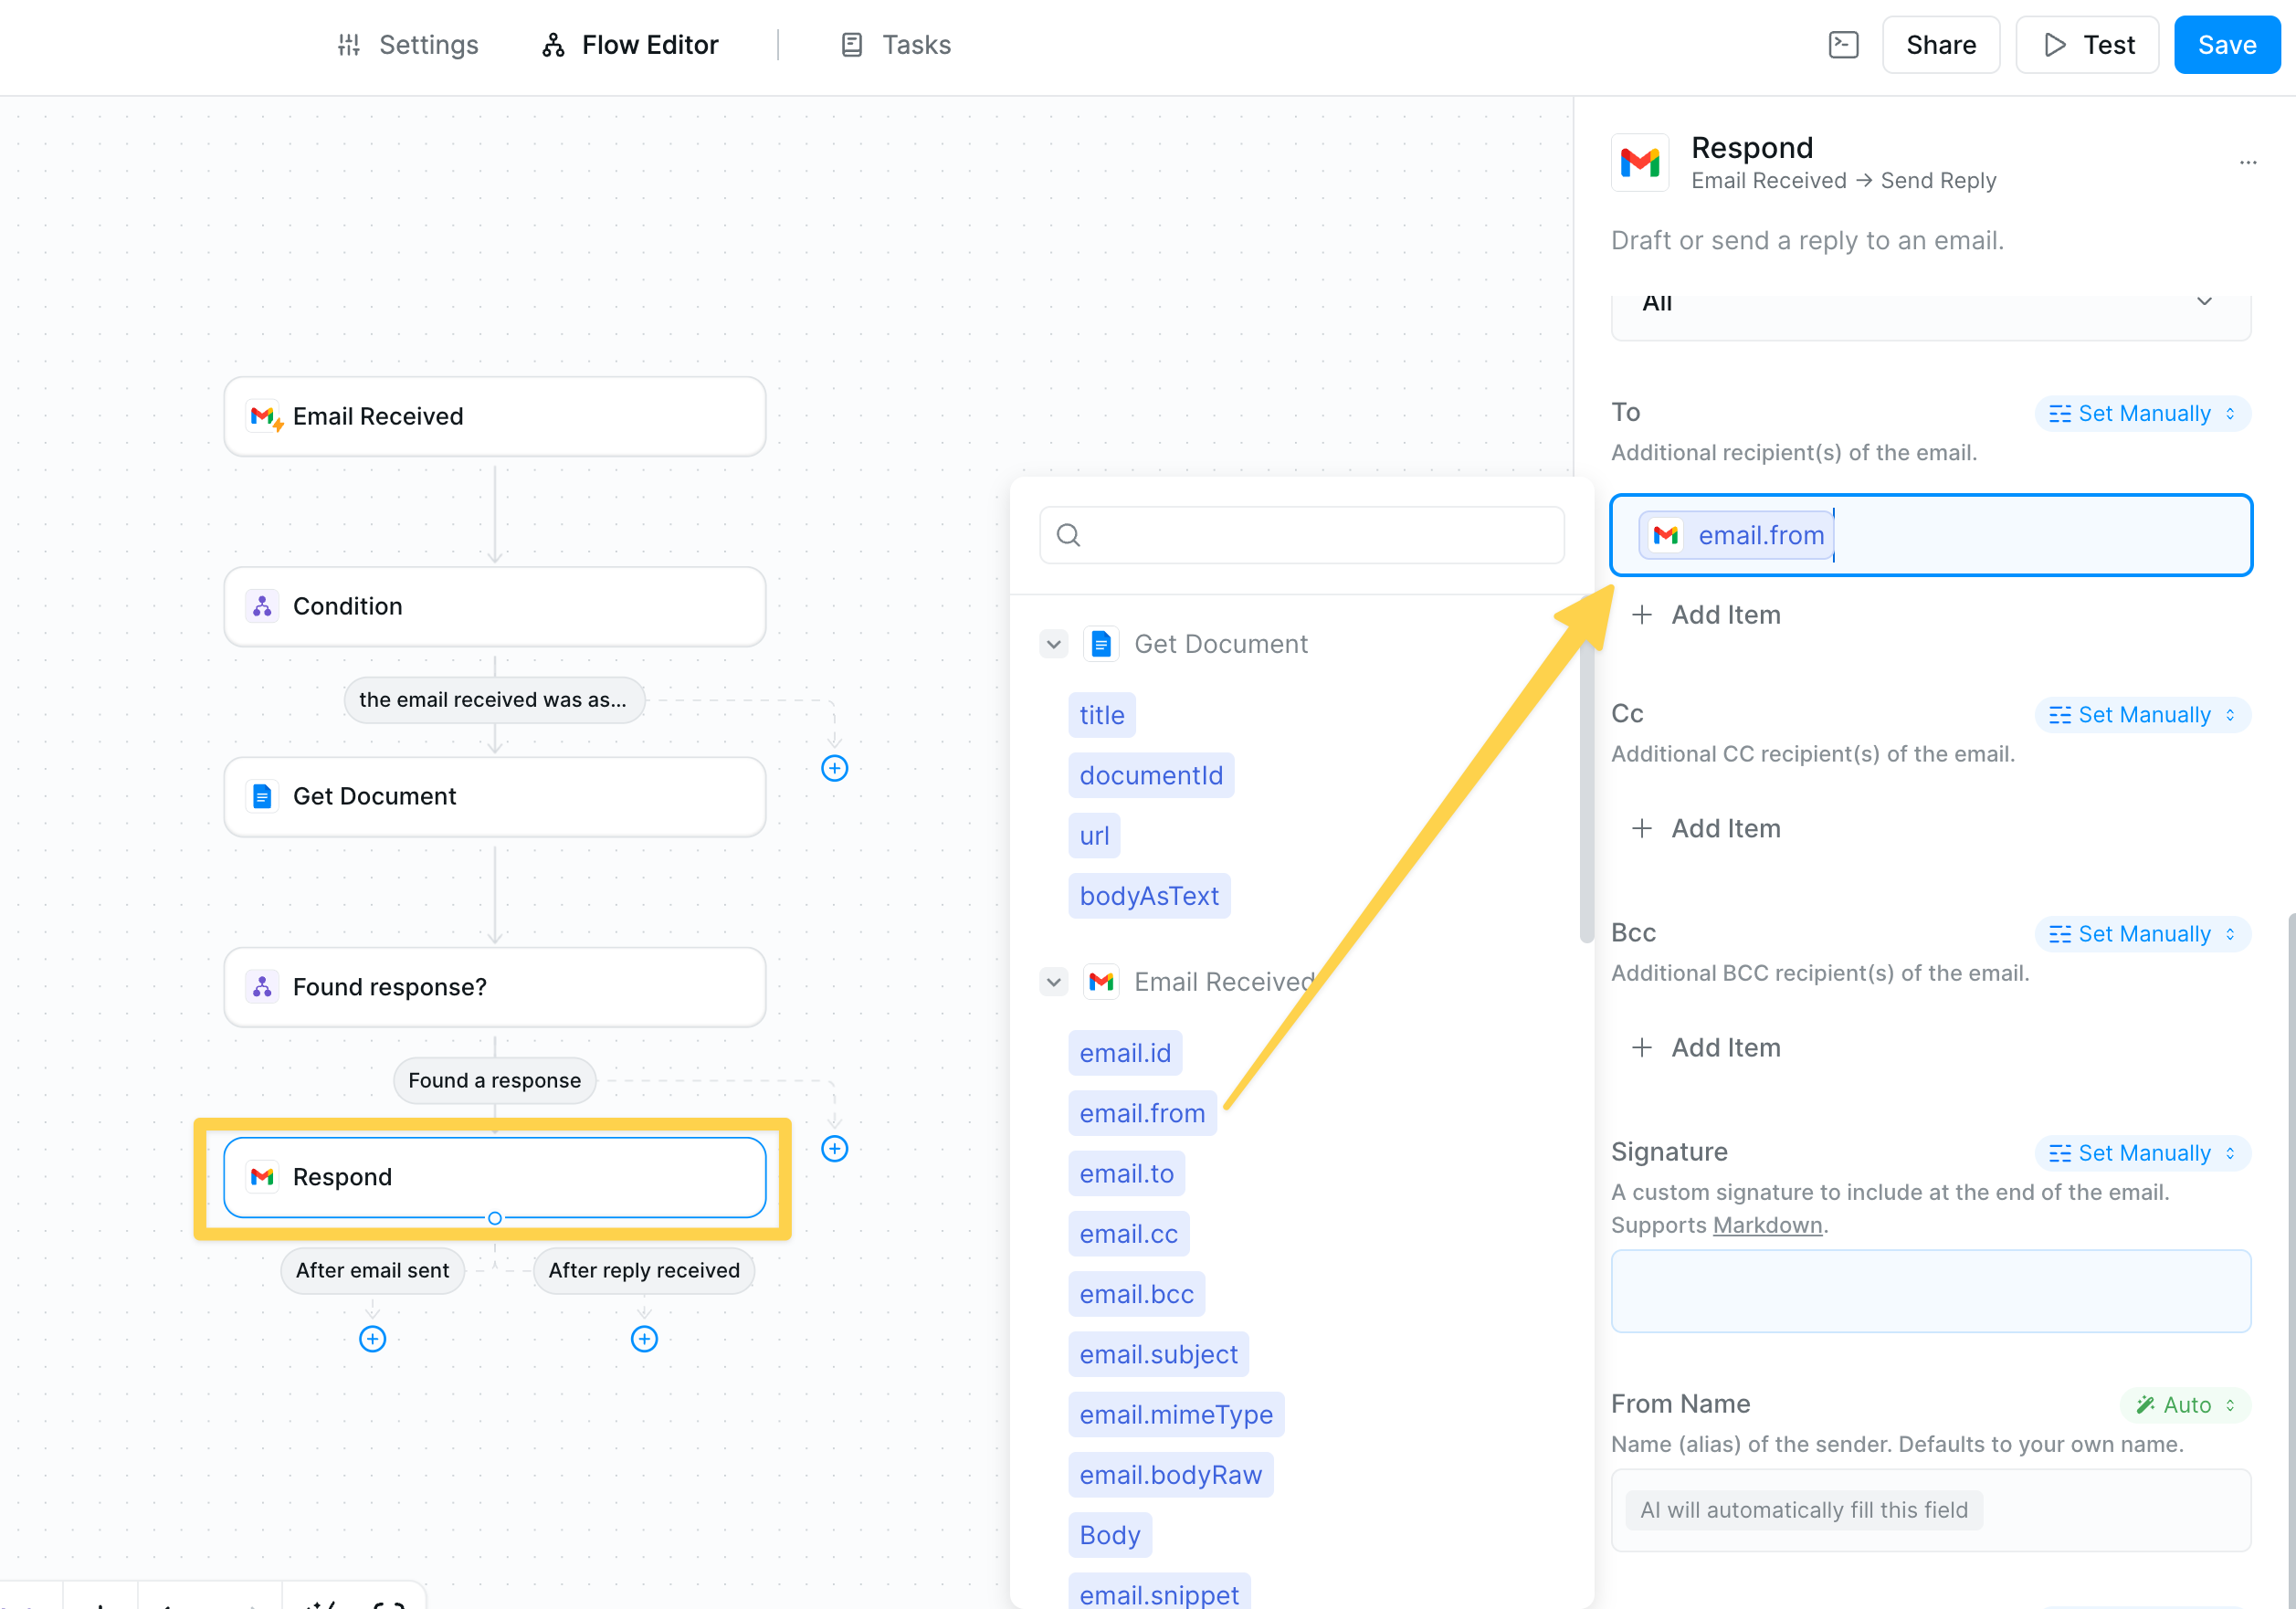 Settings
Flow Editor
Tasks
Share
Test
Save
Email Received
Condition
the email received was as...
Get Document
Found response?
Found a response
Respond
After email sent
After reply received
Get Document
title
documentId
url
bodyAsText
Email Received
email.id
email.from
email.to
email.cc
email.bcc
email.subject
email.mimeType
email.bodyRaw
Body
email.snippet
Respond
Email Received → Send Reply
Draft or send a reply to an email.
All
To
Set Manually
Additional recipient(s) of the email.
email.from
Add Item
Cc
Set Manually
Additional CC recipient(s) of the email.
Add Item
Bcc
Set Manually
Additional BCC recipient(s) of the email.
Add Item
Signature
Set Manually
A custom signature to include at the end of the email.
Supports Markdown.
From Name
Auto
Name (alias) of the sender. Defaults to your own name.
AI will automatically fill this field